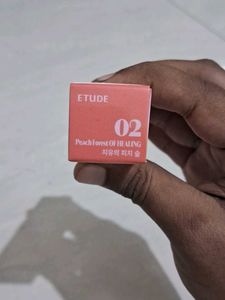 ETUDE
02
Peach Forest OF HEALING
치유의 피치 숲